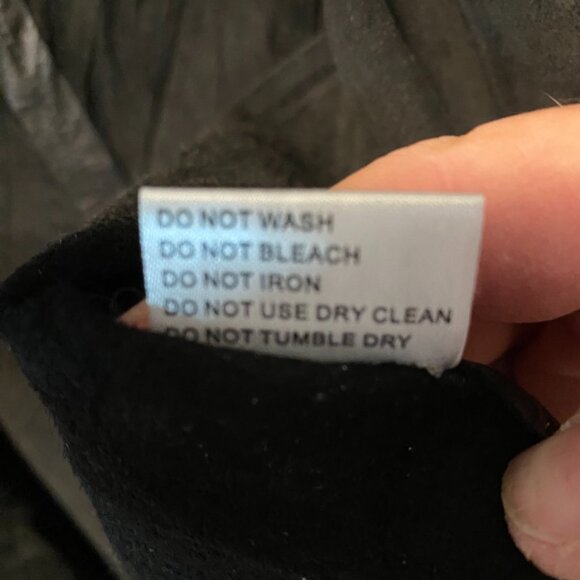 DO NOT WASH
DO NOT BLEACH
DO NOT IRON
DO NOT USE DRY CLEAN
DO NOT TUMBLE DRY